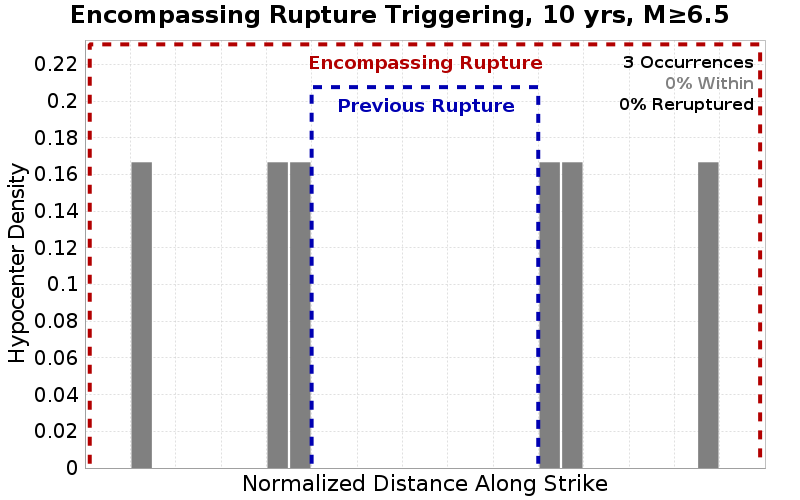 Encompassing Rupture Triggering, 10 yrs, M≥6.5
Encompassing Rupture
Previous Rupture
3 Occurrences
0% Within
0% Reruptured
Hypocenter Density
0.22
0.2
0.18
0.16
0.14
0.12
0.1
0.08
0.06
0.04
0.02
0
Normalized Distance Along Strike